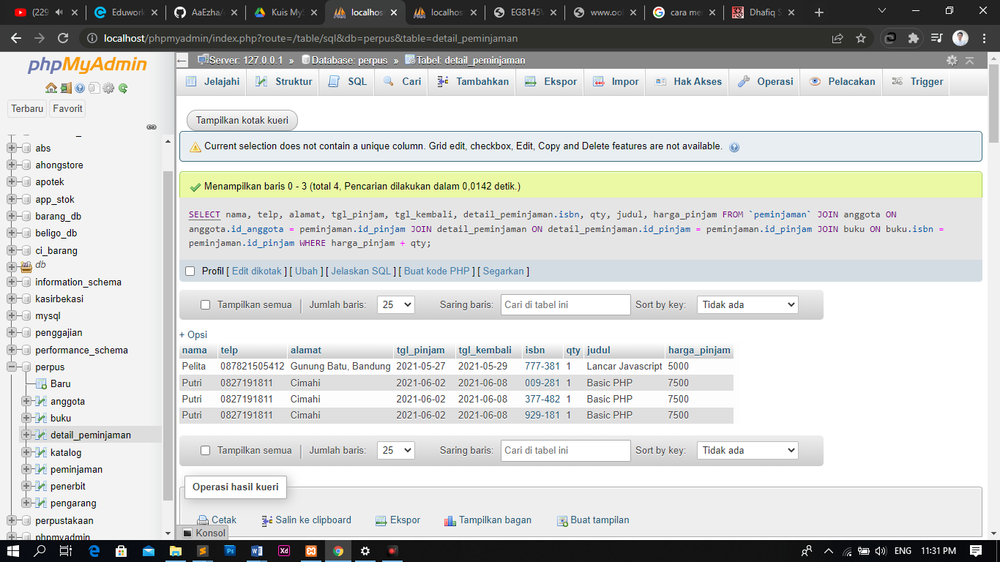 (229
Eduwork
AaEzha/
Kuis MyS
localhos
localhos
EG8145V
www.oo
cara me
Dhafiq S
localhost/phpmyadmin/index.php?route=/table/sql&db=perpus&table=detail_peminjaman
phpMyAdmin
Terbaru Favorit
abs
ahongstore
apotek
app_stok
barang_db
beligo_db
ci_barang
db
information_schema
kasirbekasi
mysql
penggajian
performance_schema
perpus
Baru
anggota
buku
detail_peminjaman
katalog
peminjaman
penerbit
pengarang
perpustakaan
phpmyadmin
Server: 127.0.0.1 » Database: perpus » Tabel: detail_peminjaman
Jelajahi Struktur SQL Cari Tambahkan Ekspor Impor Hak Akses Operasi Pelacakan Trigger
Tampilkan kotak kueri
Current selection does not contain a unique column. Grid edit, checkbox, Edit, Copy and Delete features are not available.
Menampilkan baris 0 - 3 (total 4, Pencarian dilakukan dalam 0,0142 detik.)
SELECT nama, telp, alamat, tgl_pinjam, tgl_kembali, detail_peminjaman.isbn, qty, judul, harga_pinjam FROM `peminjaman` JOIN anggota ON
anggota.id_anggota = peminjaman.id_pinjam JOIN detail_peminjaman ON detail_peminjaman.id_pinjam = peminjaman.id_pinjam JOIN buku ON buku.isbn =
peminjaman.id_pinjam WHERE harga_pinjam + qty;
Profil [ Edit dikotak ] [ Ubah ] [ Jelaskan SQL ] [ Buat kode PHP ] [ Segarkan ]
Tampilkan semua | Jumlah baris: 25 Saring baris: Cari di tabel ini Sort by key: Tidak ada
+ Opsi
nama telp alamat tgl_pinjam tgl_kembali isbn qty judul harga_pinjam
Pelita 087821505412 Gunung Batu, Bandung 2021-05-27 2021-05-29 777-381 1 Lancar Javascript 5000
Putri 0827191811 Cimahi 2021-06-02 2021-06-08 009-281 1 Basic PHP 7500
Putri 0827191811 Cimahi 2021-06-02 2021-06-08 377-482 1 Basic PHP 7500
Putri 0827191811 Cimahi 2021-06-02 2021-06-08 929-181 1 Basic PHP 7500
Tampilkan semua | Jumlah baris: 25 Saring baris: Cari di tabel ini Sort by key: Tidak ada
Operasi hasil kueri
Cetak Salin ke clipboard Ekspor Tampilkan bagan Buat tampilan
Konsol
ENG 11:31 PM